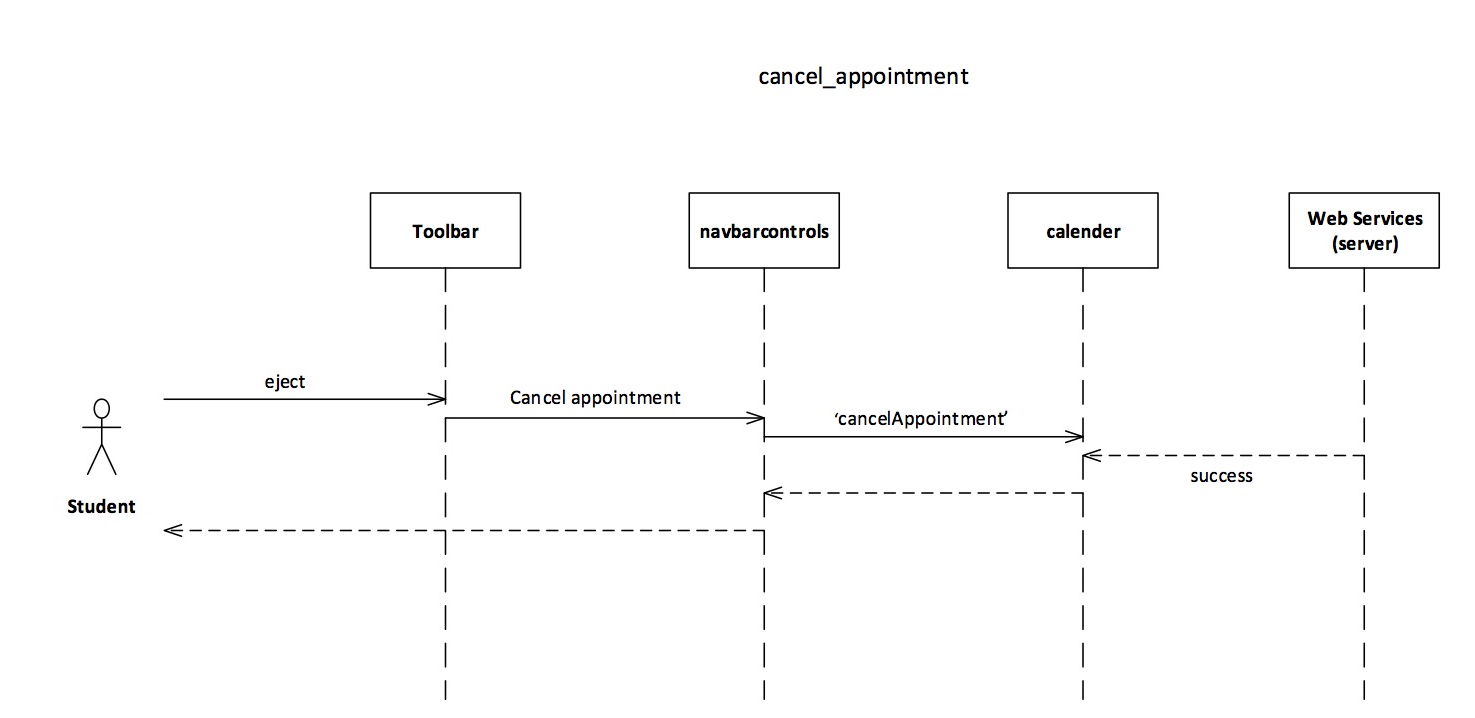 cancel_appointment
Toolbar
navbarcontrols
calender
Web Services
(server)
eject
Cancel appointment
‘cancelAppointment’
success
Student